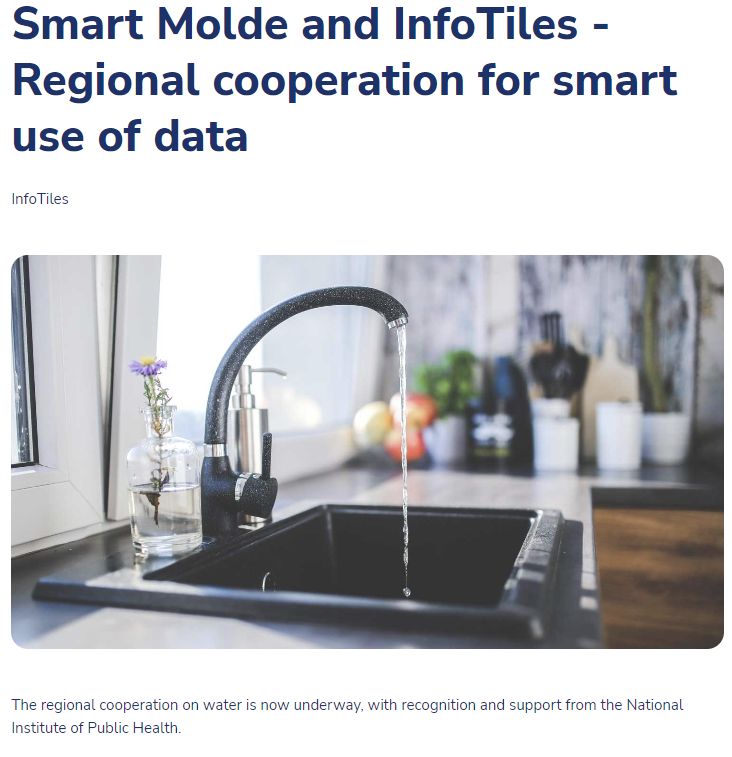 Smart Molde and InfoTiles -
Regional cooperation for smart
use of data
InfoTiles
The regional cooperation on water is now underway, with recognition and support from the National
Institute of Public Health.